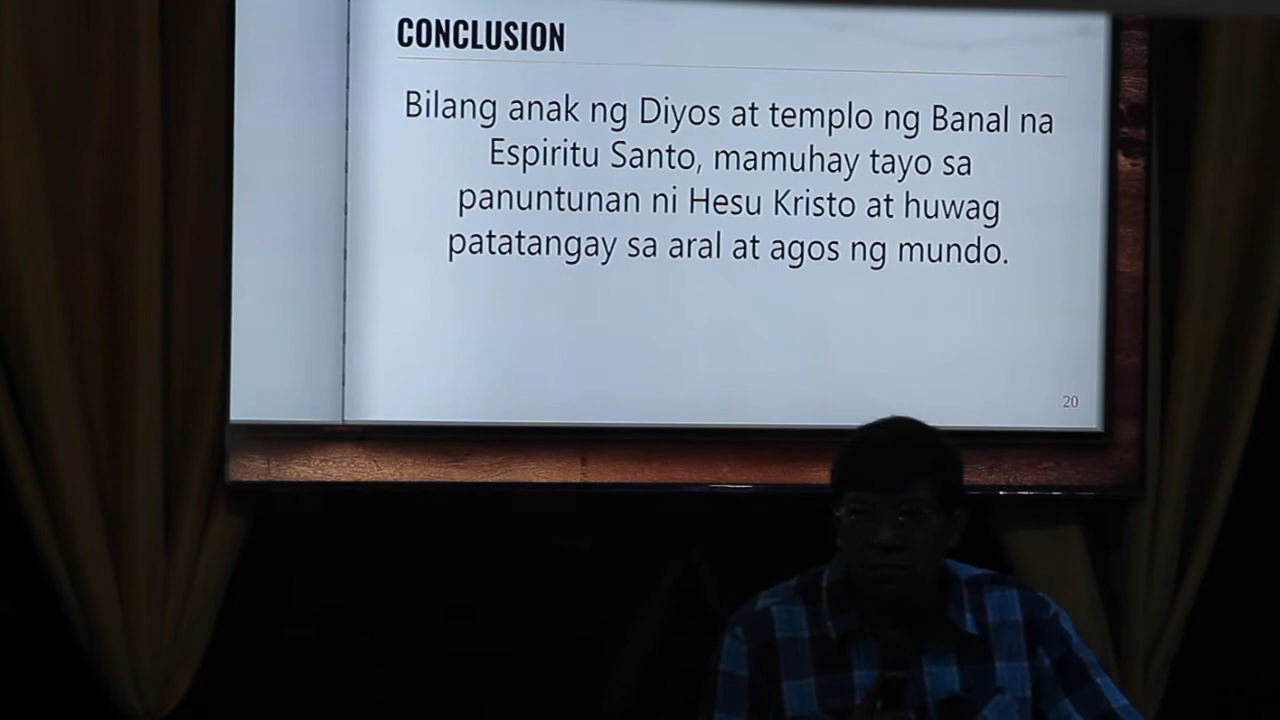 CONCLUSION
Bilang anak ng Diyos at templo ng Banal na
Espiritu Santo, mamuhay tayo sa
panuntunan ni Hesu Kristo at huwag
patatangay sa aral at agos ng mundo.
20